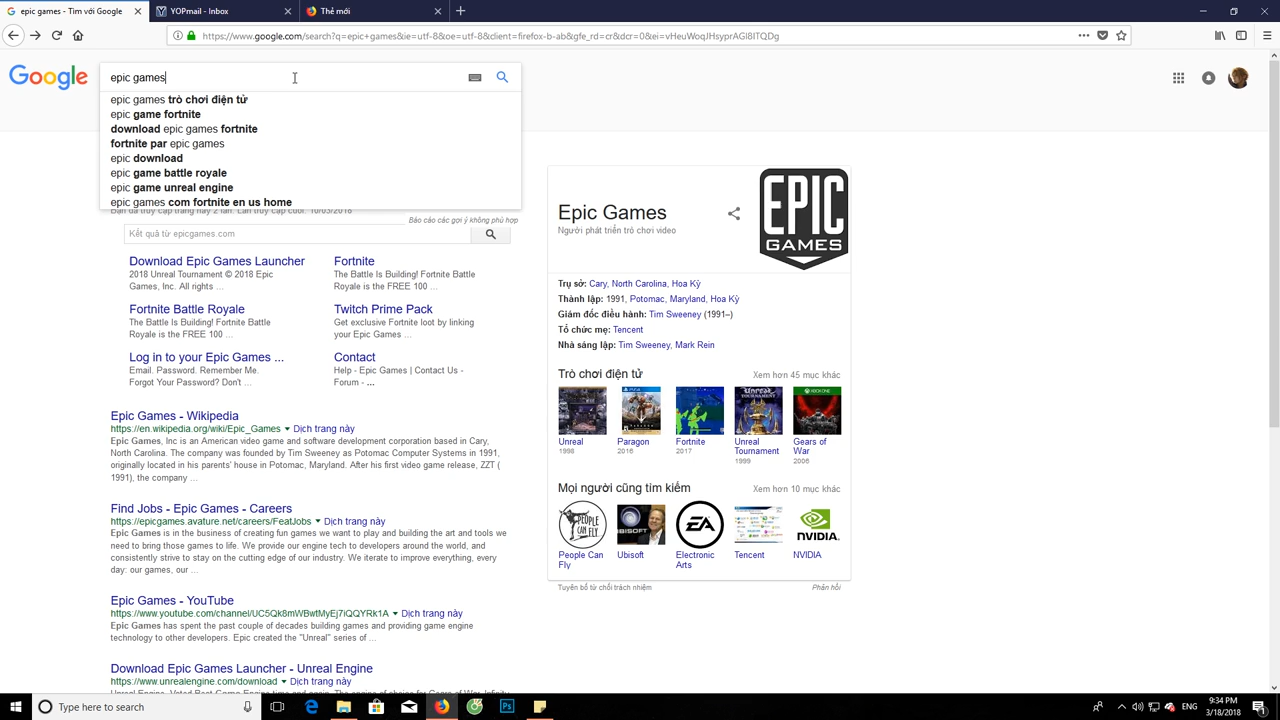 epic games - Tìm với Google
YOPmail - Inbox
Thẻ mới
https://www.google.com/search?q=epic+games&ie=utf-8&oe=utf-8&client=firefox-b-ab&gfe_rd=cr&dcr=0&ei=vHeuWoqJHsyprAGl8ITQDg
Google
epic games
epic games trò chơi điện tử
epic game fortnite
download epic games fortnite
fortnite par epic games
epic download
epic game battle royale
epic game unreal engine
epic games com fortnite en us home
Bạn đã truy cập trang này 2 lần. Lần truy cập cuối: 10/03/2018
Báo cáo các gợi ý không phù hợp
Kết quả từ epicgames.com
Download Epic Games Launcher
2018 Unreal Tournament © 2018 Epic
Games, Inc. All rights ...
Fortnite
The Battle Is Building! Fortnite Battle
Royale is the FREE 100 ...
Fortnite Battle Royale
The Battle Is Building! Fortnite Battle
Royale is the FREE 100 ...
Twitch Prime Pack
Get exclusive Fortnite loot by linking
your Epic Games ...
Log in to your Epic Games ...
Email. Password. Remember Me.
Forgot Your Password? Don't ...
Contact
Help - Epic Games | Contact Us -
Forum - ...
Epic Games - Wikipedia
https://en.wikipedia.org/wiki/Epic_Games ▾ Dịch trang này
Epic Games, Inc is an American video game and software development corporation based in Cary,
North Carolina. The company was founded by Tim Sweeney as Potomac Computer Systems in 1991,
originally located in his parents' house in Potomac, Maryland. After his first video game release, ZZT (
1991), the company ...
Find Jobs - Epic Games - Careers
https://epicgames.avature.net/careers/FeatJobs ▾ Dịch trang này
Epic Games is in the business of creating fun games we want to play and building the art and tools we
need to bring those games to life. We provide our engine tech to developers around the world, and
consistently strive to stay on the cutting edge of our industry. We iterate to improve everything, every
day: our games, our ...
Epic Games - YouTube
https://www.youtube.com/channel/UC5Qk8mWBwtMyEj7iQQYRk1A ▾ Dịch trang này
Epic Games has spent the past couple of decades building games and providing game engine
technology to other developers. Epic created the "Unreal" series of ...
Download Epic Games Launcher - Unreal Engine
https://www.unrealengine.com/download ▾ Dịch trang này
Epic Games
Người phát triển trò chơi video
EPIC
GAMES
Trụ sở: Cary, North Carolina, Hoa Kỳ
Thành lập: 1991, Potomac, Maryland, Hoa Kỳ
Giám đốc điều hành: Tim Sweeney (1991–)
Tổ chức mẹ: Tencent
Nhà sáng lập: Tim Sweeney, Mark Rein
Trò chơi điện tử
Xem hơn 45 mục khác
Unreal
1998
Paragon
2016
Fortnite
2017
Unreal
Tournament
1999
Gears of
War
2006
Mọi người cũng tìm kiếm
Xem hơn 10 mục khác
PEOPLE
CAN
FLY
UBISOFT
EA
NVIDIA.
People Can
Fly
Ubisoft
Electronic
Arts
Tencent
NVIDIA
Tuyên bố từ chối trách nhiệm
Phản hồi
Type here to search
Ps
ENG
9:34 PM
3/18/2018